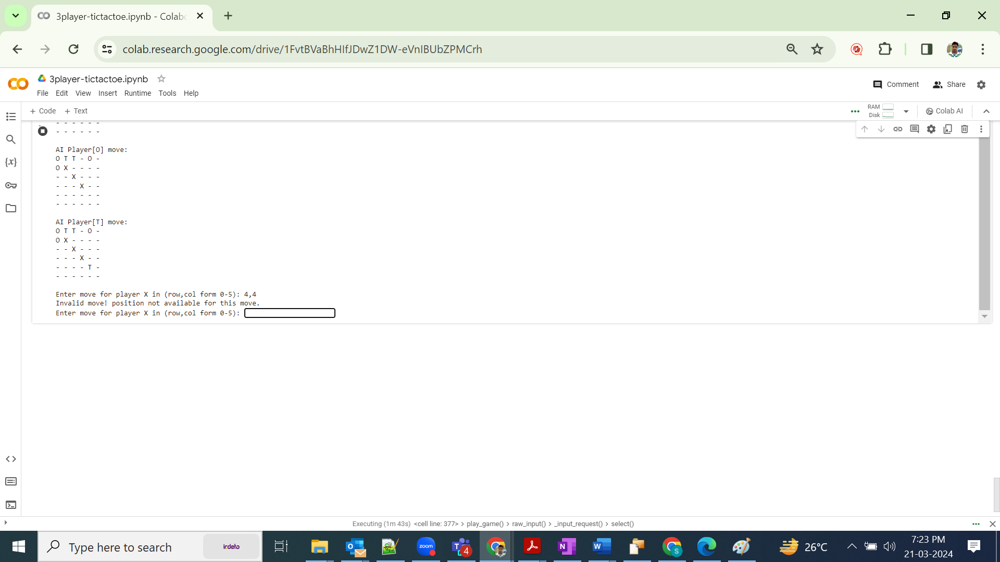 3player-tictactoe.ipynb - Colab
colab.research.google.com/drive/1FvtBVaBhHIfJDwZ1DW-eVnIBUbZPMCrh
CO 3player-tictactoe.ipynb
File Edit View Insert Runtime Tools Help
Comment Share
+ Code + Text
RAM
Disk
Colab AI
- - - - - -
- - - - - -
AI Player[O] move:
O T T - O -
O X - - - -
- - X - - -
- - - X - -
- - - - - -
- - - - - -
AI Player[T] move:
O T T - O -
O X - - - -
- - X - - -
- - - X - -
- - - - T -
- - - - - -
Enter move for player X in (row,col form 0-5): 4,4
Invalid move! position not available for this move.
Enter move for player X in (row,col form 0-5):
{x}
Executing (1m 43s) <cell line: 377> > play_game() > raw_input() > _input_request() > select()
Type here to search
irdeto
zoom
4
N
W
S
26°C
7:23 PM
21-03-2024